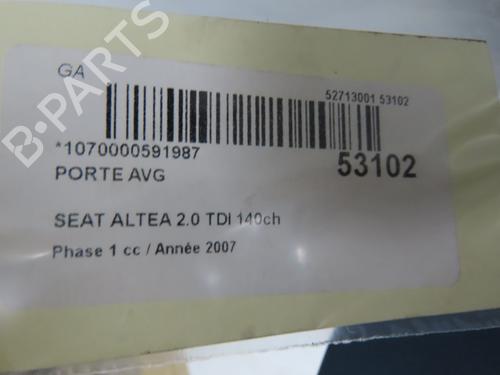 GA
52713001 53102
*1070000591987
53102
PORTE AVG
SEAT ALTEA 2.0 TDI 140ch
Phase 1 cc / Année 2007
B-PARTS